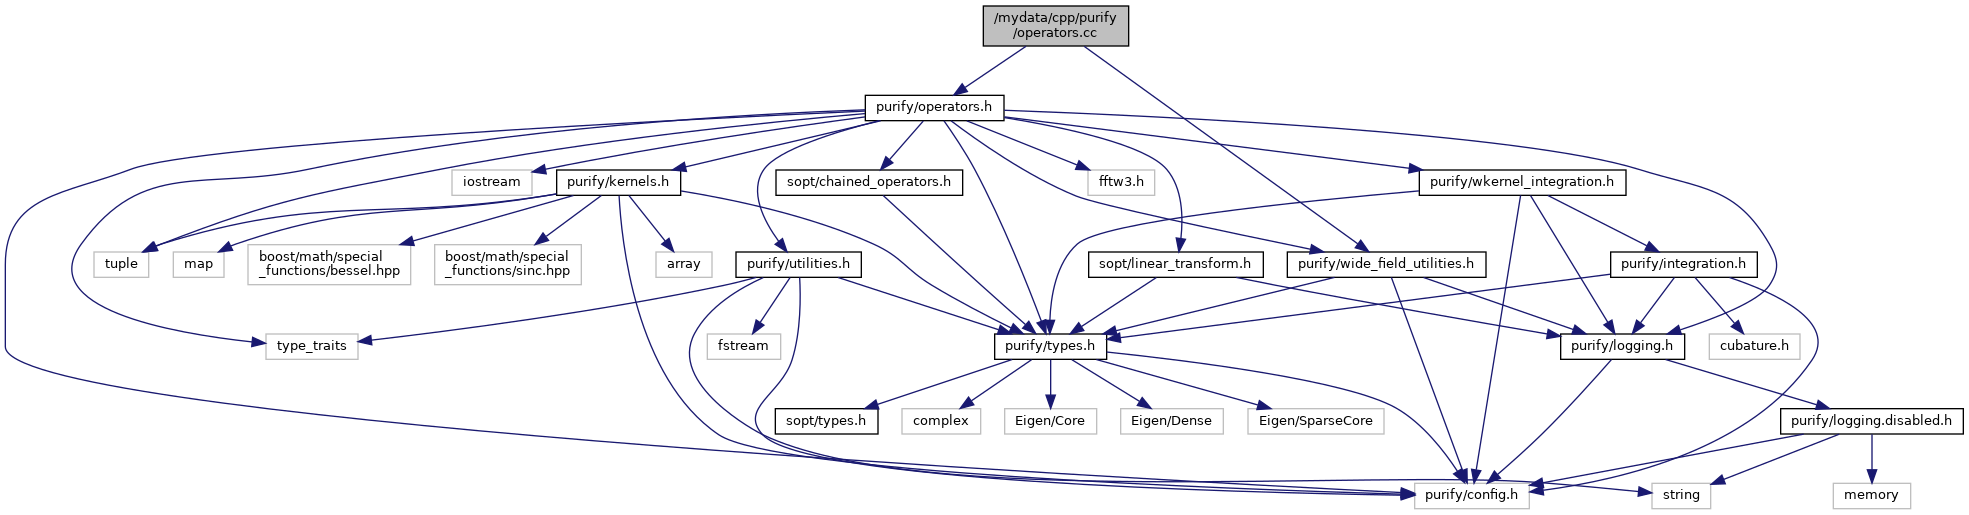 /mydata/cpp/purify
/operators.cc
purify/operators.h
iostream
purify/kernels.h
sopt/chained_operators.h
fftw3.h
purify/wkernel_integration.h
tuple
map
boost/math/special
_functions/bessel.hpp
boost/math/special
_functions/sinc.hpp
array
purify/utilities.h
sopt/linear_transform.h
purify/wide_field_utilities.h
purify/integration.h
type_traits
fstream
purify/types.h
purify/logging.h
cubature.h
sopt/types.h
complex
Eigen/Core
Eigen/Dense
Eigen/SparseCore
purify/logging.disabled.h
purify/config.h
string
memory